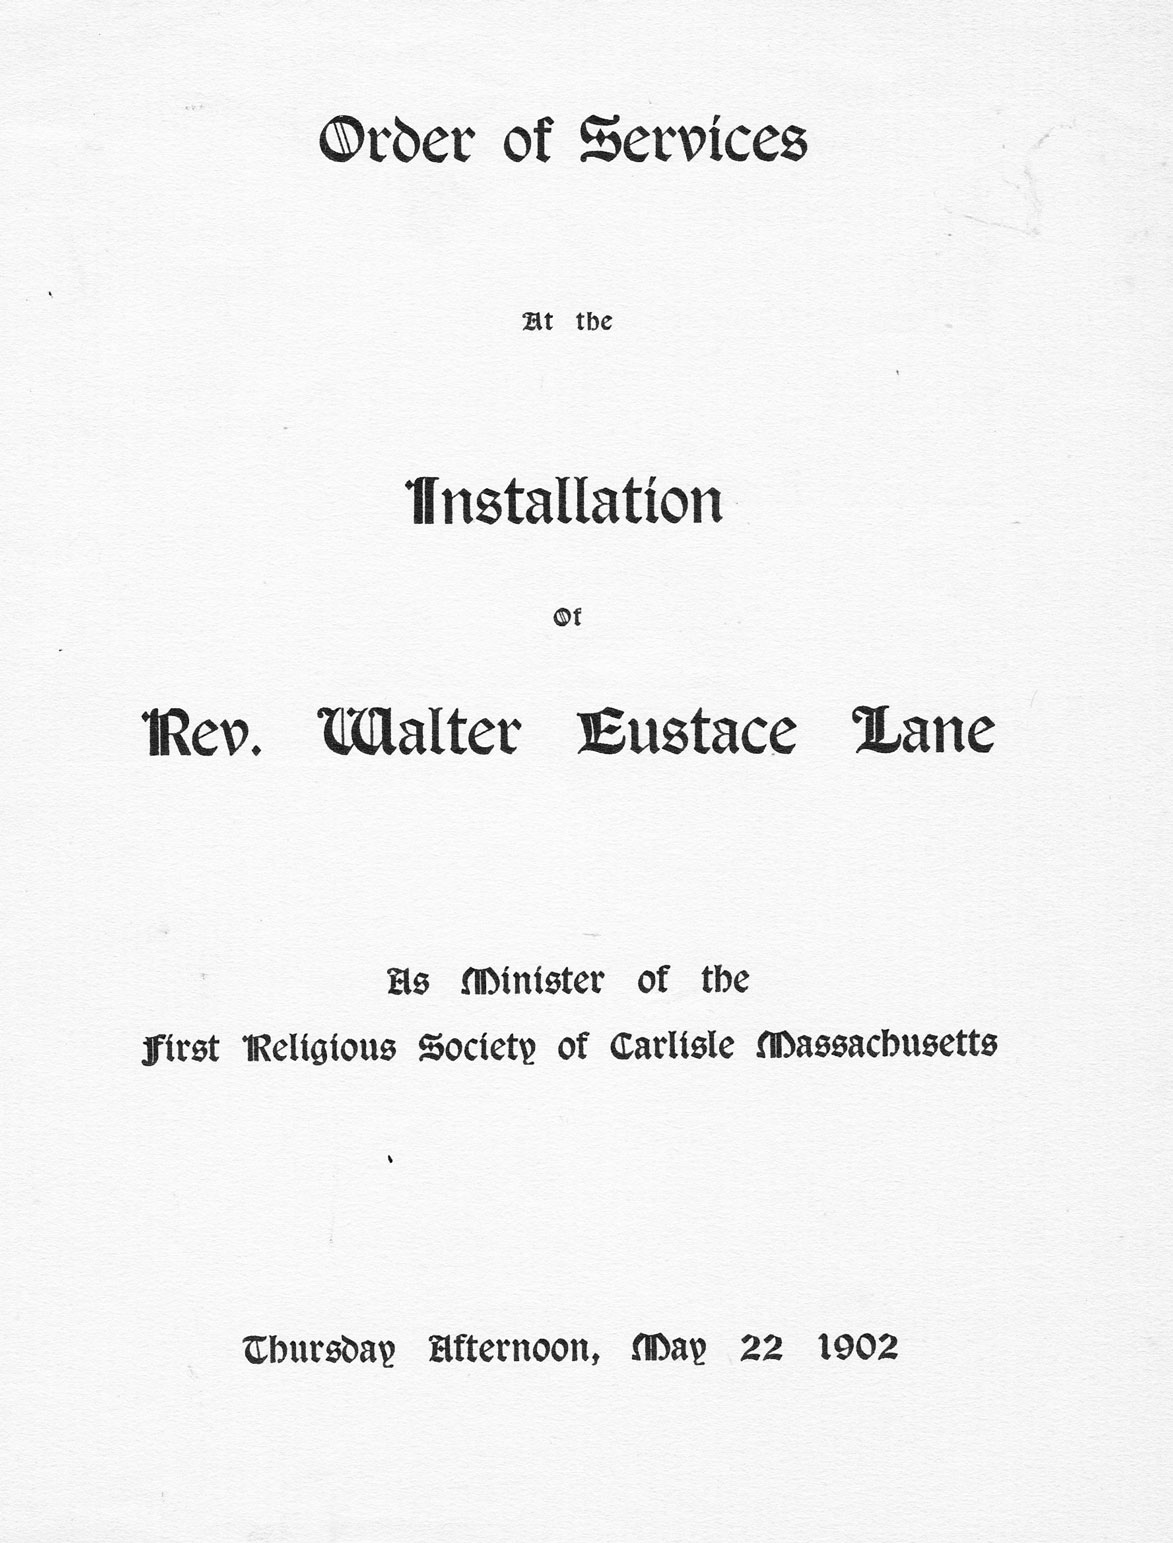 Order of Services
At the
Installation
Of
Rev. Walter Eustace Lane
As Minister of the
First Religious Society of Carlisle Massachusetts
Thursday Afternoon, May 22 1902